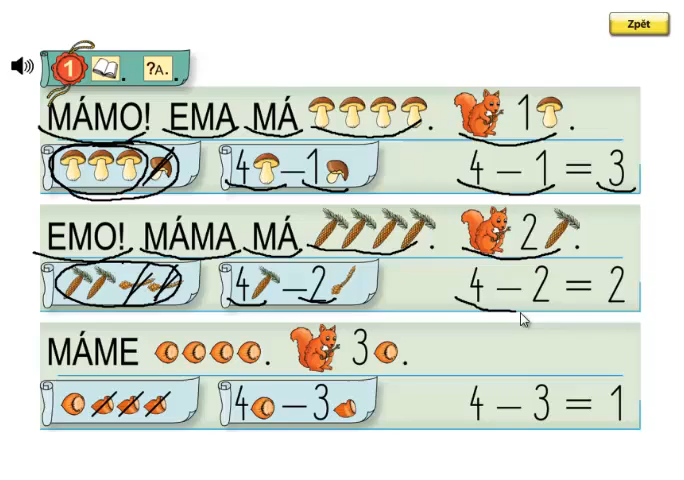 Zpět
1 . ?A. .
MÁMO! EMA MÁ . 1 .
4 – 1 4 – 1 = 3
EMO! MÁMA MÁ . 2 .
4 – 2 4 – 2 = 2
MÁME . 3 .
4 – 3 4 – 3 = 1